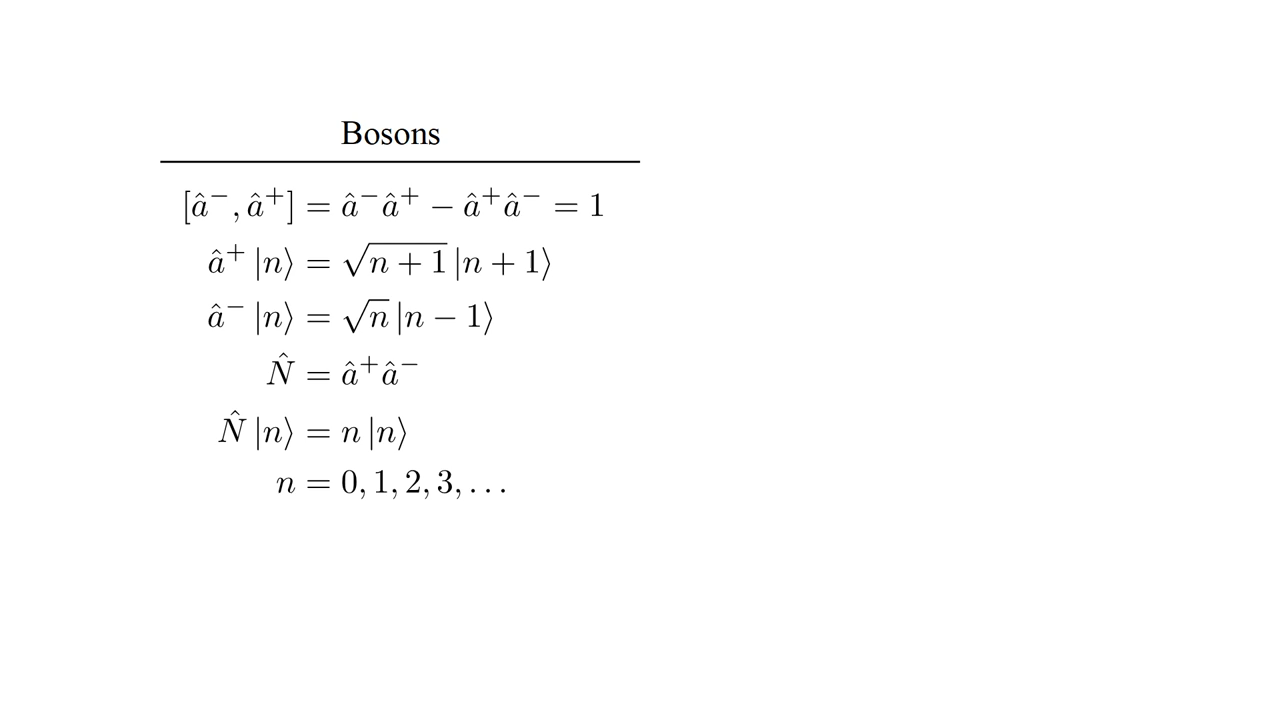 Bosons
[â⁻, â⁺] = â⁻â⁺ − â⁺â⁻ = 1
â⁺ |n⟩ = √(n + 1) |n + 1⟩
â⁻ |n⟩ = √n |n − 1⟩
N̂ = â⁺â⁻
N̂ |n⟩ = n |n⟩
n = 0, 1, 2, 3, . . .